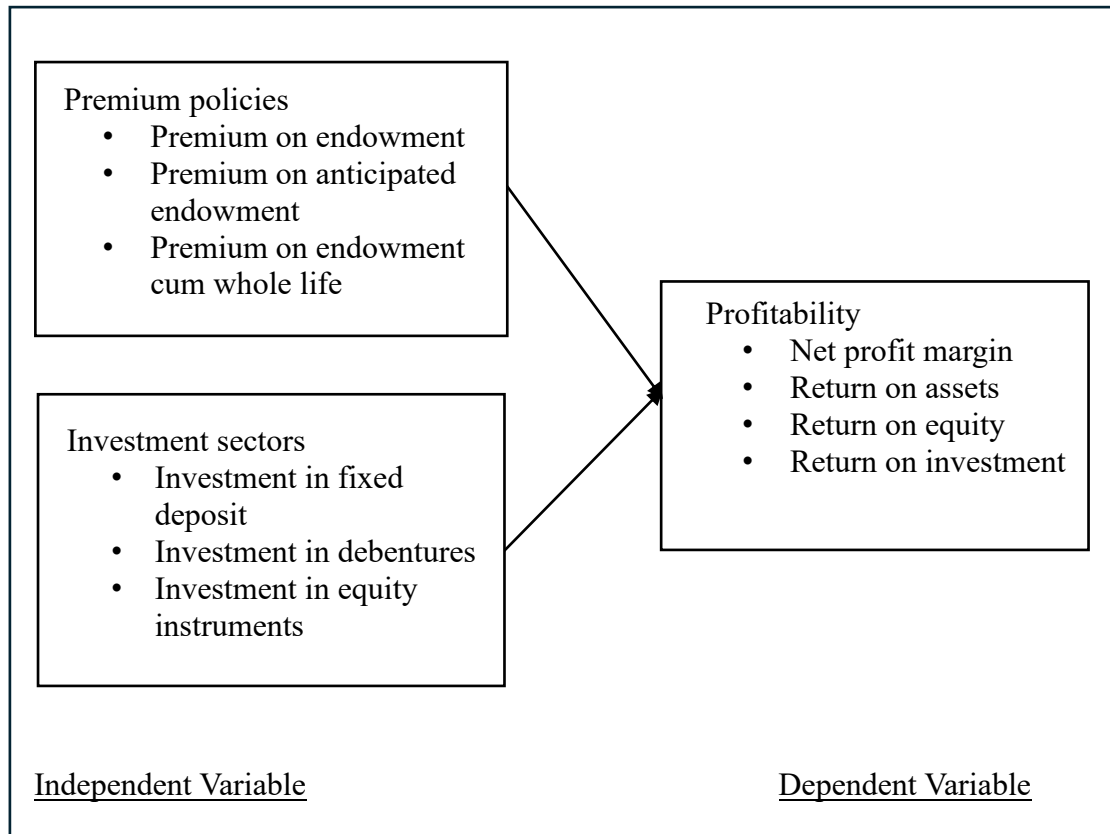 Premium policies
• Premium on endowment
• Premium on anticipated
endowment
• Premium on endowment
cum whole life
Investment sectors
• Investment in fixed
deposit
• Investment in debentures
• Investment in equity
instruments
Profitability
• Net profit margin
• Return on assets
• Return on equity
• Return on investment
Independent Variable
Dependent Variable